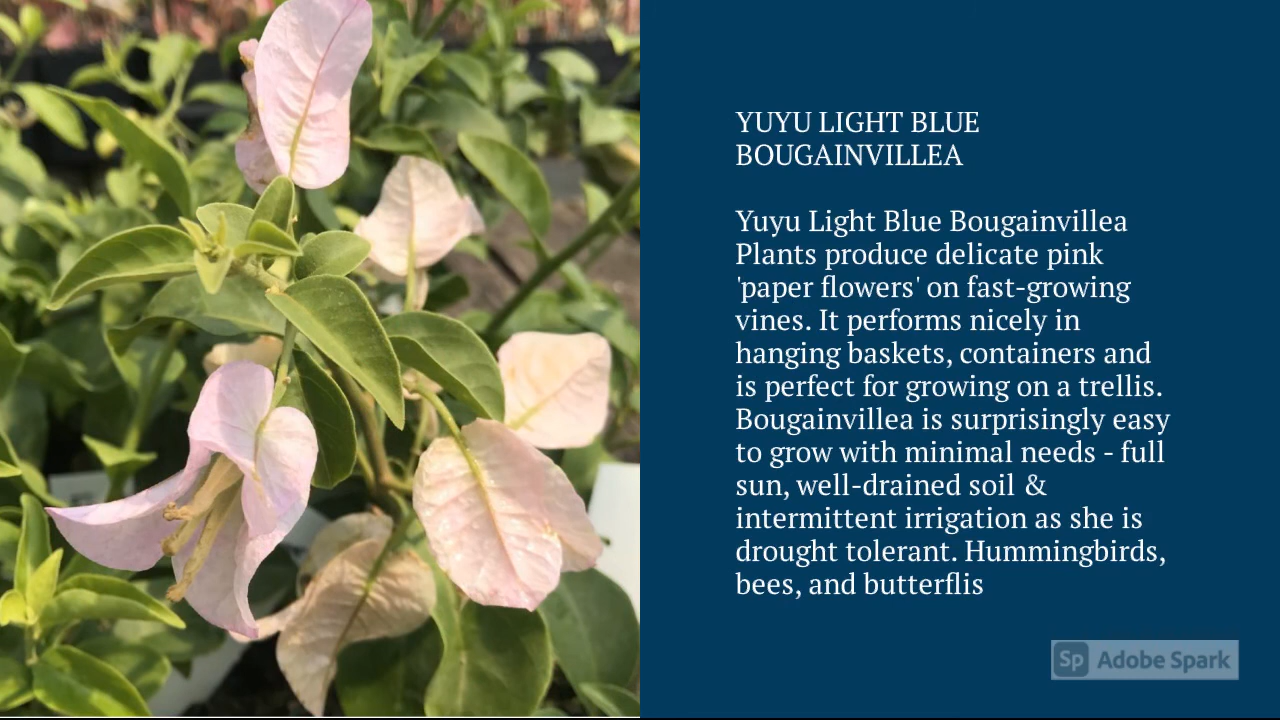 YUYU LIGHT BLUE
BOUGAINVILLEA
Yuyu Light Blue Bougainvillea
Plants produce delicate pink
'paper flowers' on fast-growing
vines. It performs nicely in
hanging baskets, containers and
is perfect for growing on a trellis.
Bougainvillea is surprisingly easy
to grow with minimal needs - full
sun, well-drained soil &
intermittent irrigation as she is
drought tolerant. Hummingbirds,
bees, and butterflis
Sp Adobe Spark